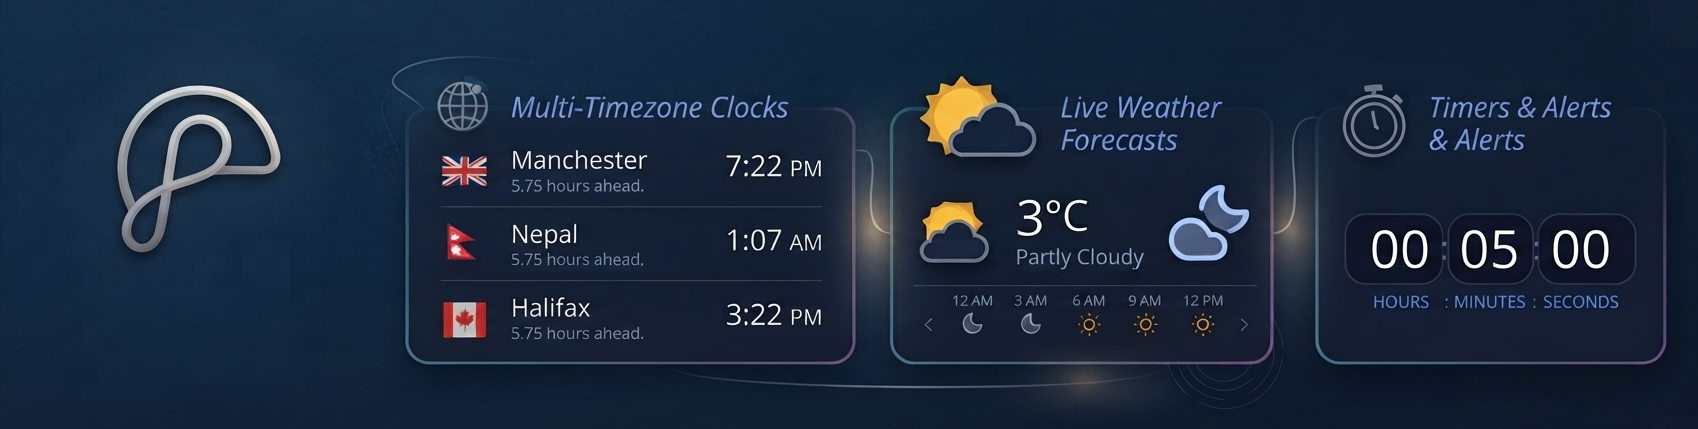 Multi-Timezone Clocks
Manchester
5.75 hours ahead.
7:22 PM
Nepal
5.75 hours ahead.
1:07 AM
Halifax
5.75 hours ahead.
3:22 PM
Live Weather
Forecasts
3°C
Partly Cloudy
12 AM 3 AM 6 AM 9 AM 12 PM
Timers & Alerts
& Alerts
00 : 05 : 00
HOURS : MINUTES : SECONDS